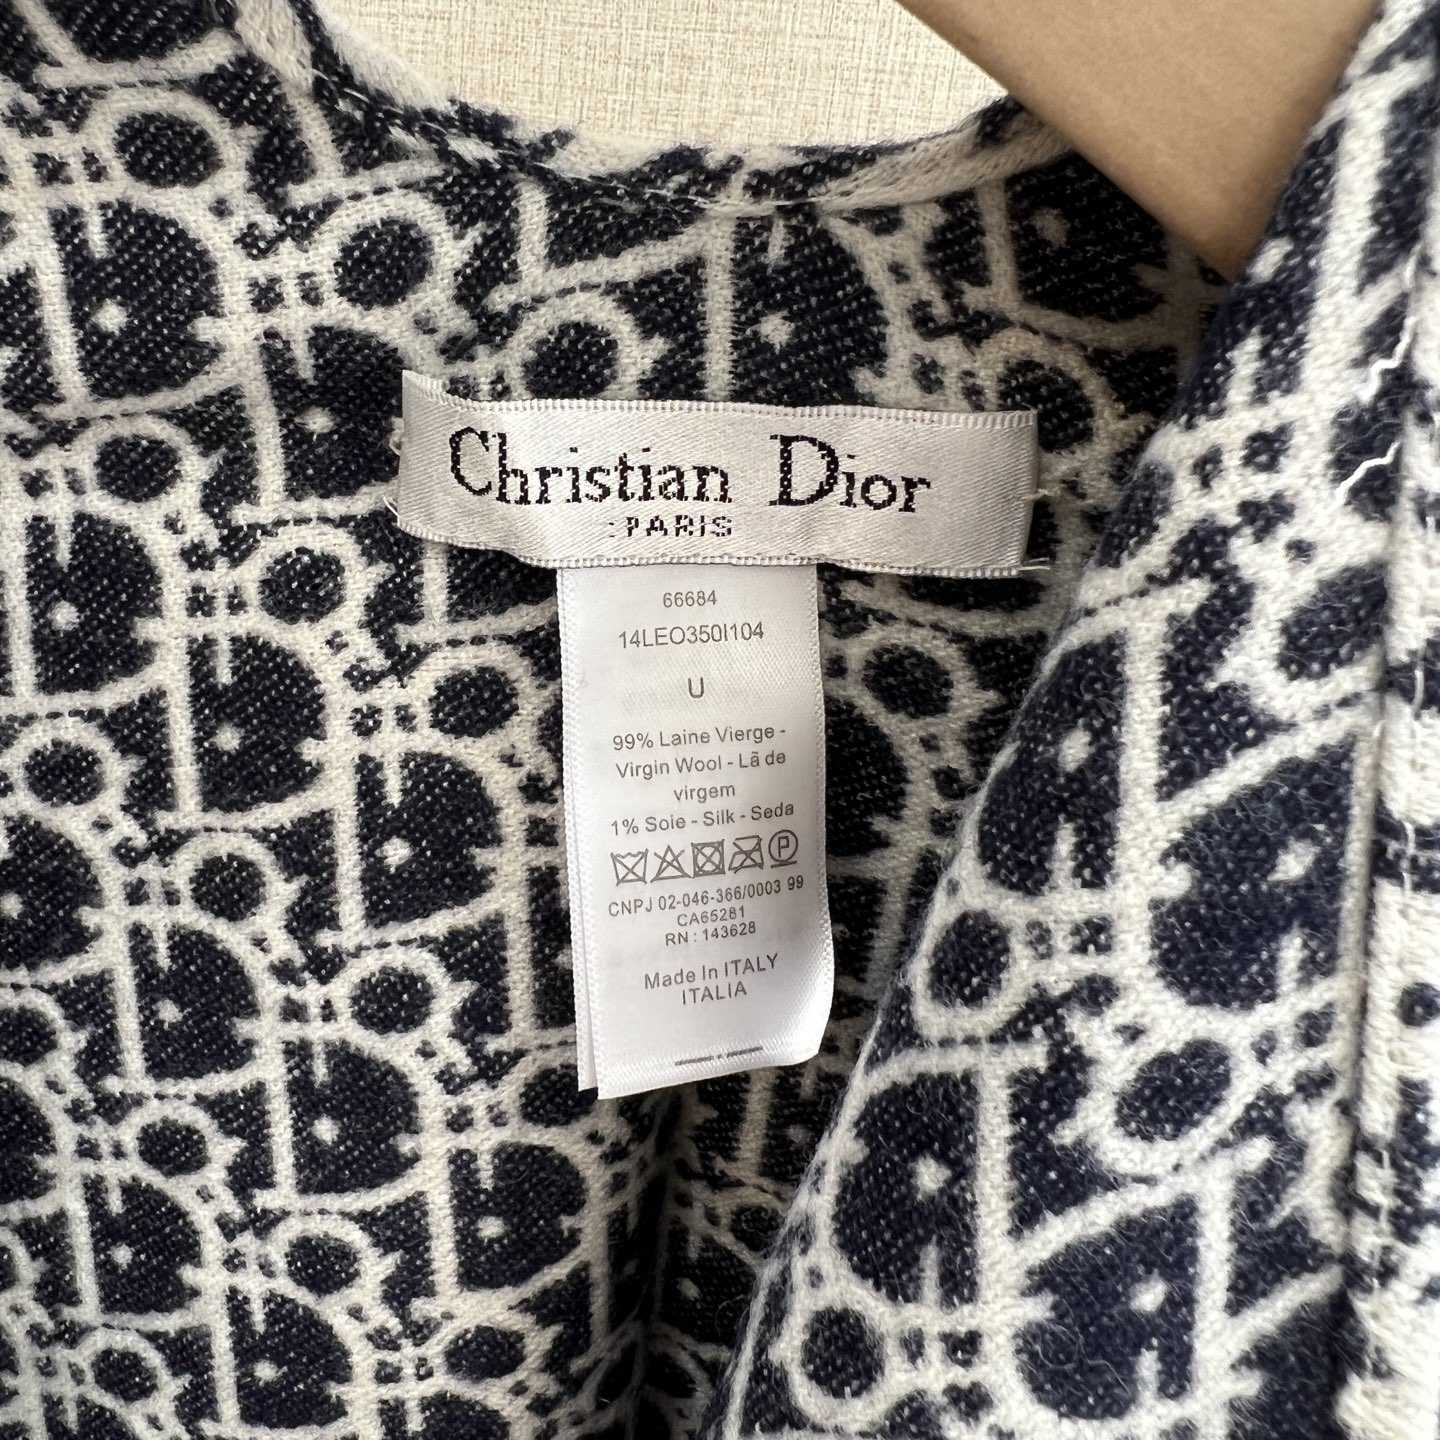 Christian Dior
:PARIS
66684
14LEO350I104
U
99% Laine Vierge -
Virgin Wool - Lã de
virgem
1% Soie - Silk - Seda
P
CNPJ 02-046-366/0003 99
CA65281
RN : 143628
Made In ITALY
ITALIA